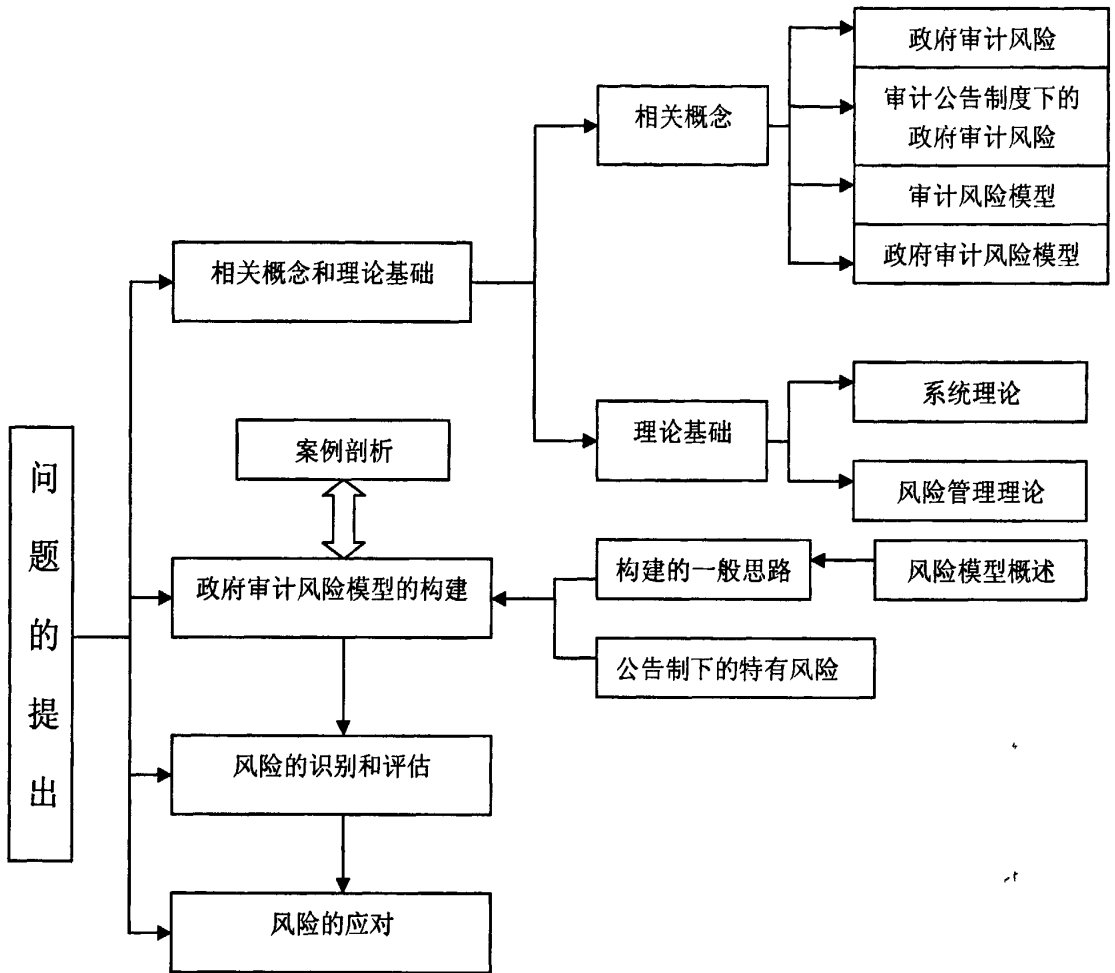 政府审计风险
审计公告制度下的
政府审计风险
审计风险模型
政府审计风险模型
相关概念
相关概念和理论基础
理论基础
系统理论
风险管理理论
问题的提出
案例剖析
政府审计风险模型的构建
构建的一般思路
风险模型概述
公告制下的特有风险
风险的识别和评估
风险的应对